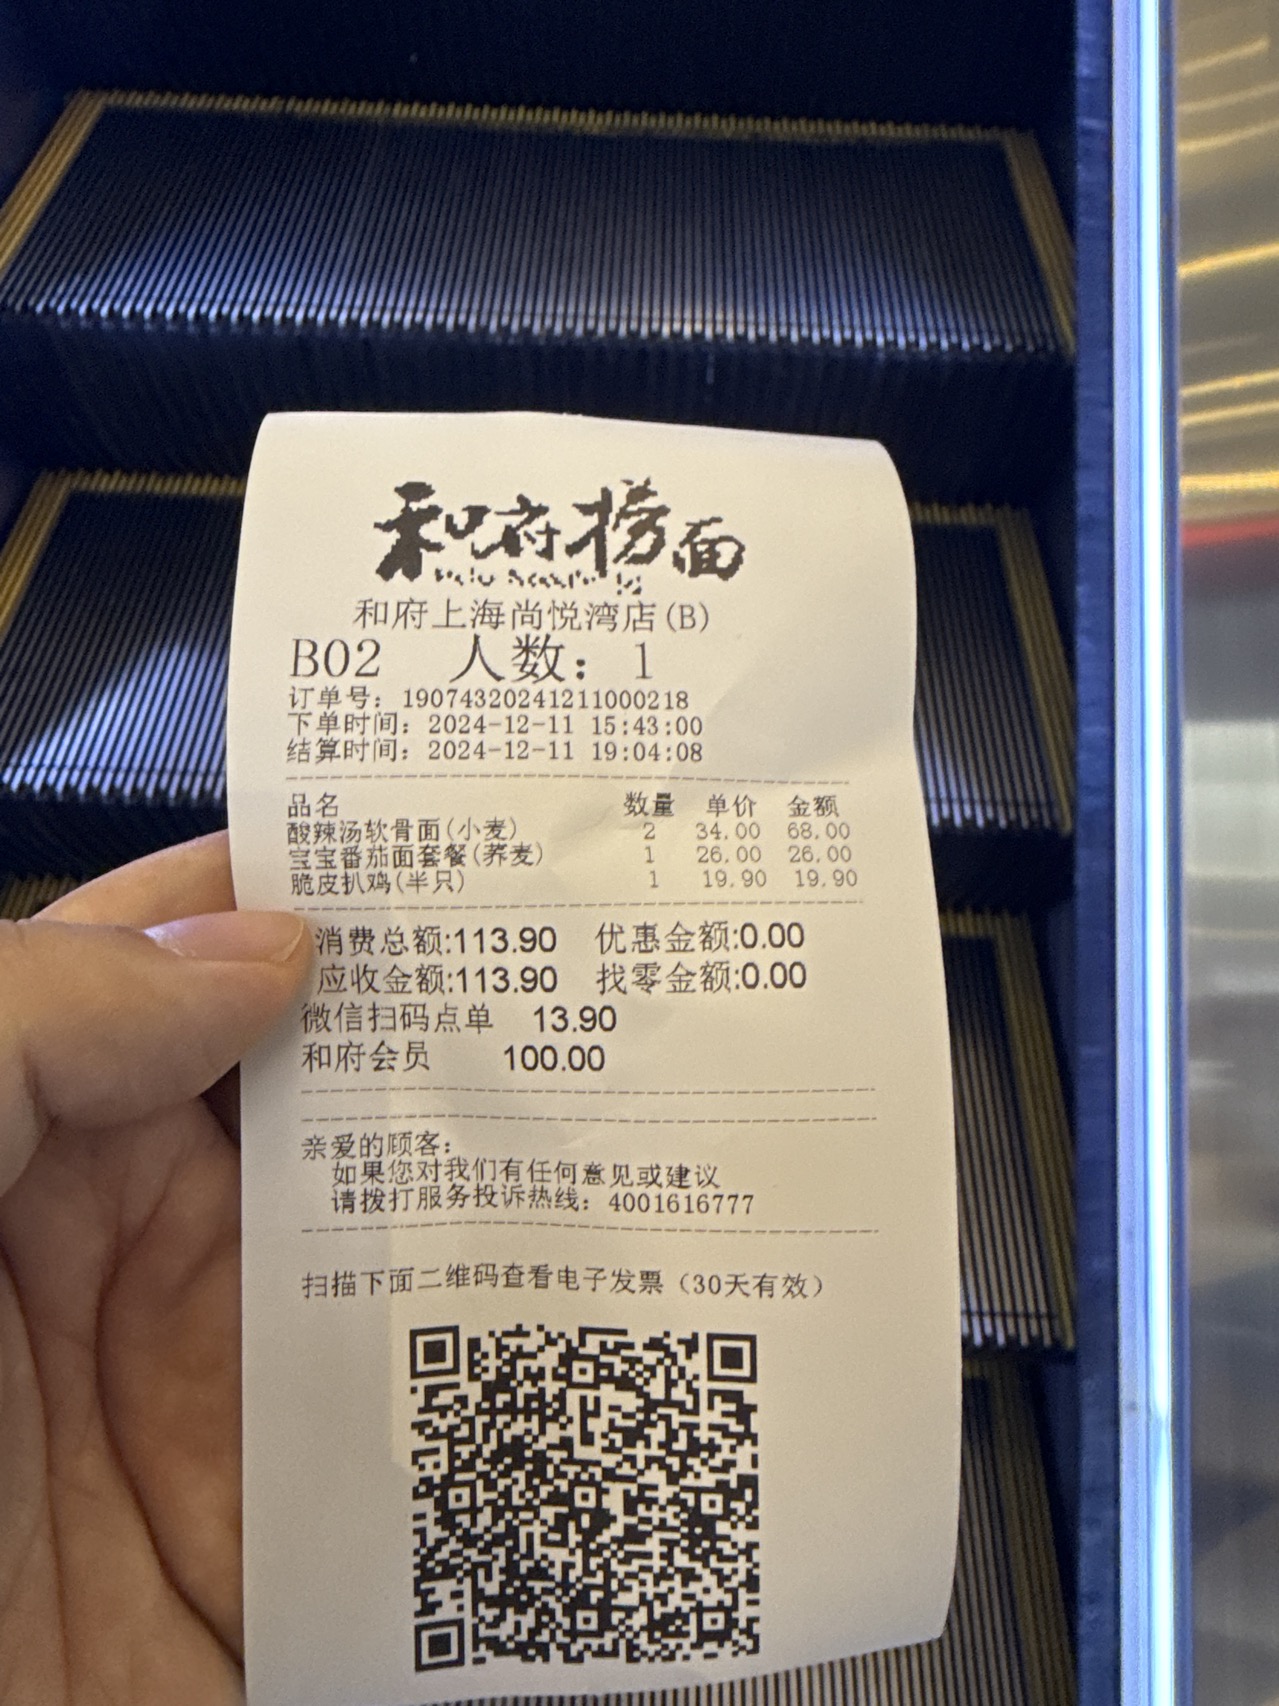 和府捞面
和府上海尚悦湾店(B)
B02 人数: 1
订单号: 19074320241211000218
下单时间: 2024-12-11 15:43:00
结算时间: 2024-12-11 19:04:08
品名 数量 单价 金额
酸辣汤软骨面(小麦) 2 34.00 68.00
宝宝番茄面套餐(荞麦) 1 26.00 26.00
脆皮扒鸡(半只) 1 19.90 19.90
消费总额:113.90 优惠金额:0.00
应收金额:113.90 找零金额:0.00
微信扫码点单 13.90
和府会员 100.00
亲爱的顾客:
如果您对我们有任何意见或建议
请拨打服务投诉热线: 4001616777
扫描下面二维码查看电子发票（30天有效）